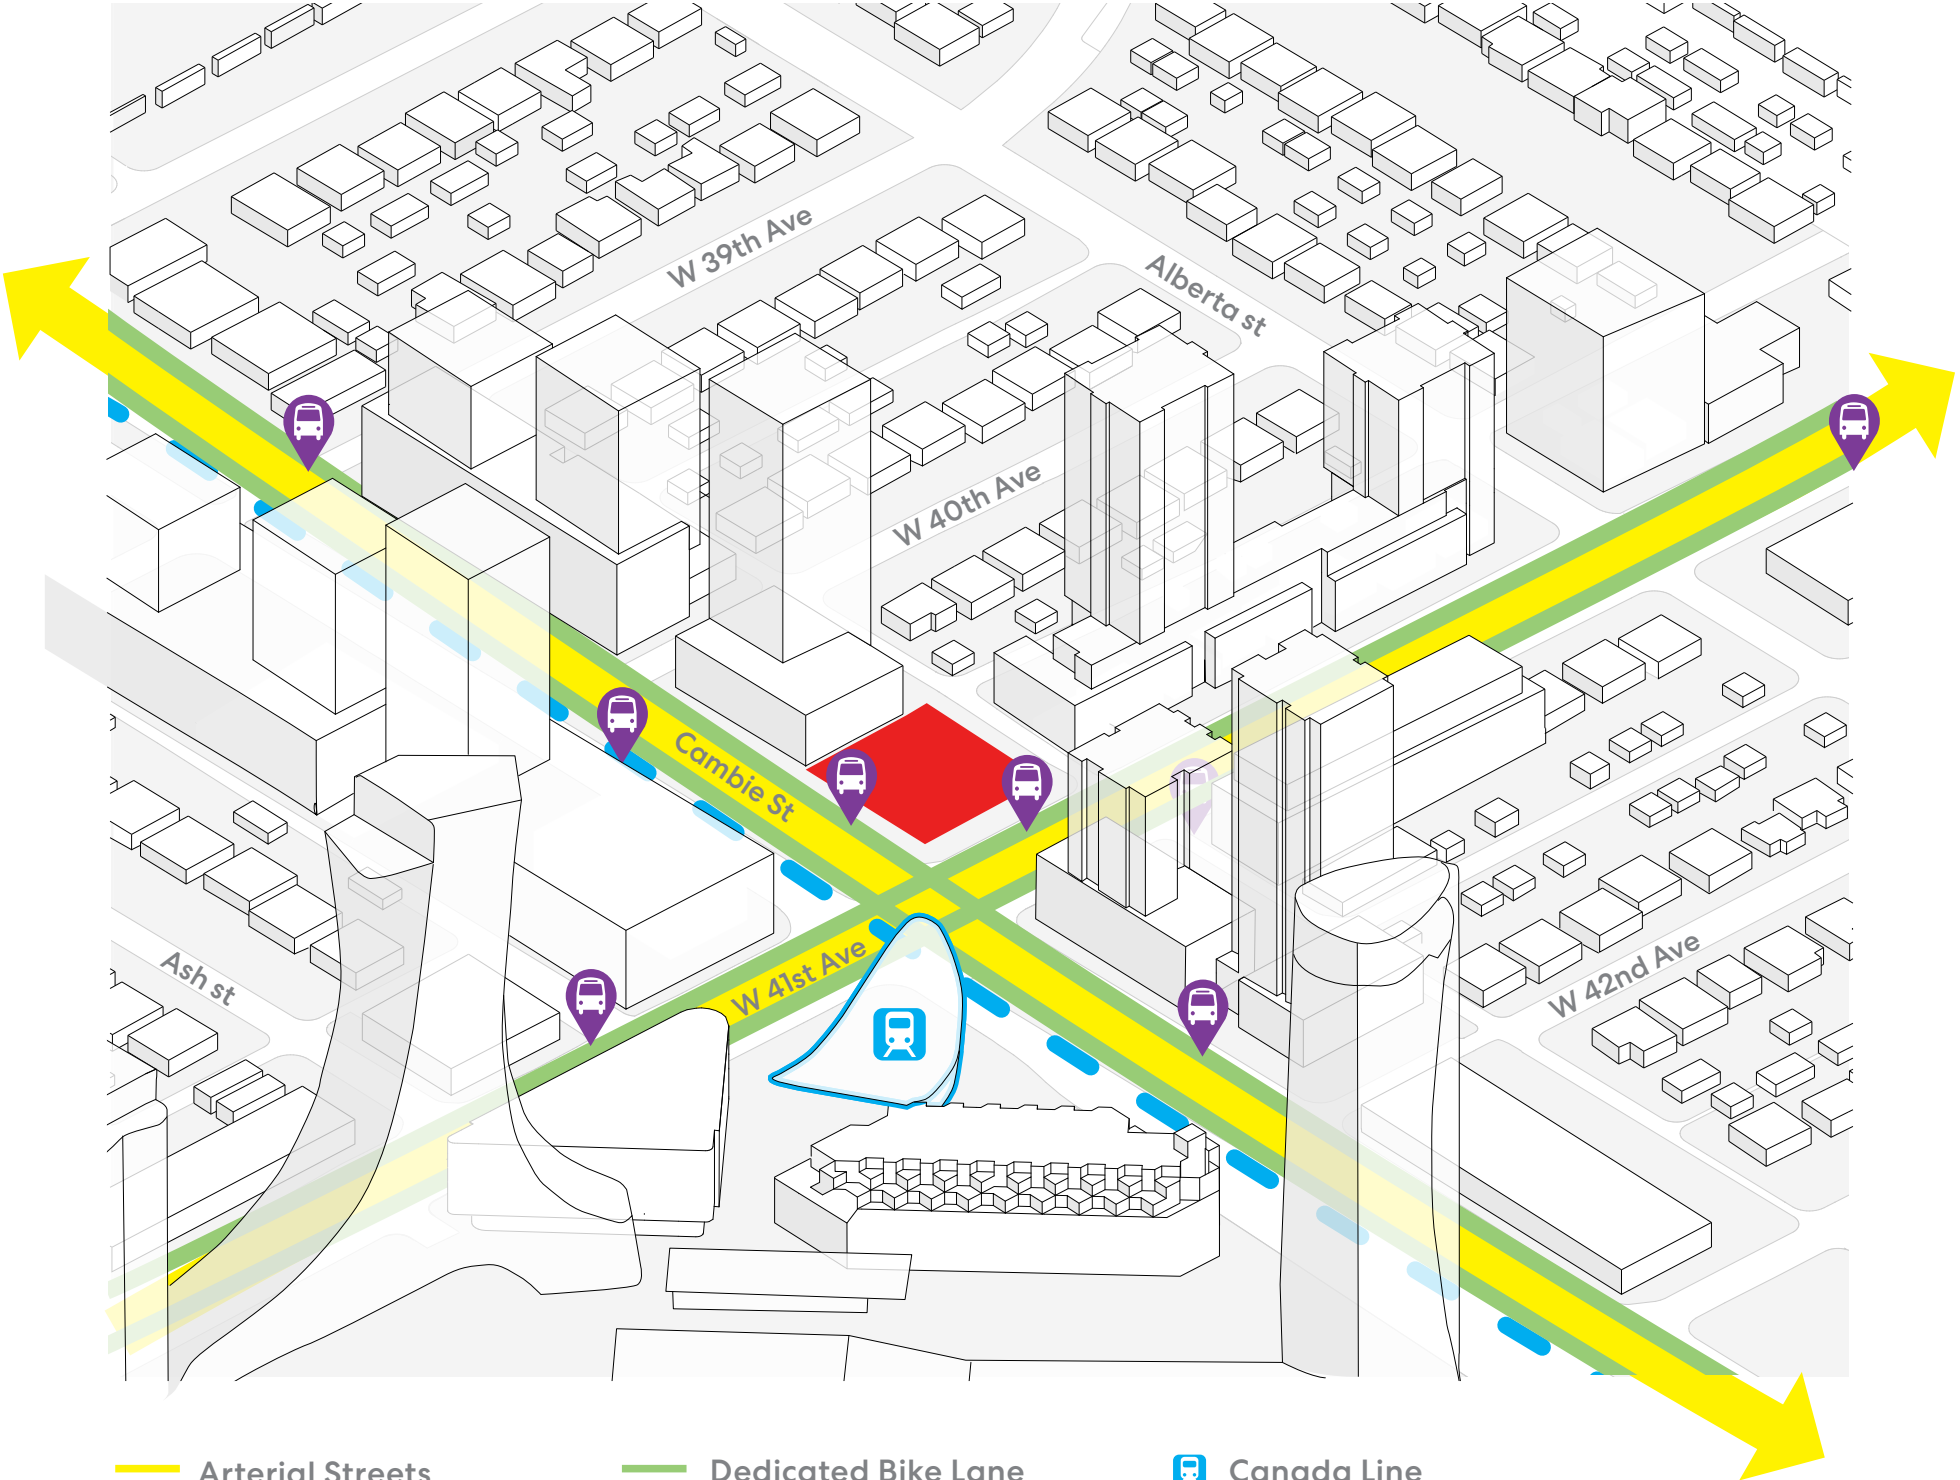 W 39th Ave
Alberta st
W 40th Ave
Cambie St
W 41st Ave
Ash st
W 42nd Ave
Arterial Streets
Dedicated Bike Lane
Canada Line